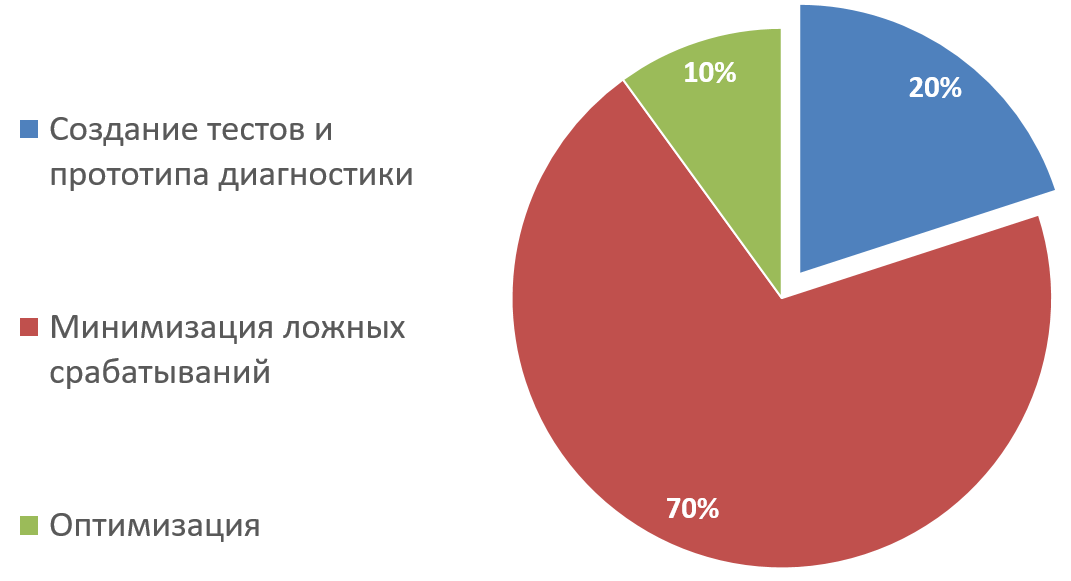 Создание тестов и
прототипа диагностики
Минимизация ложных
срабатываний
Оптимизация
10%
20%
70%